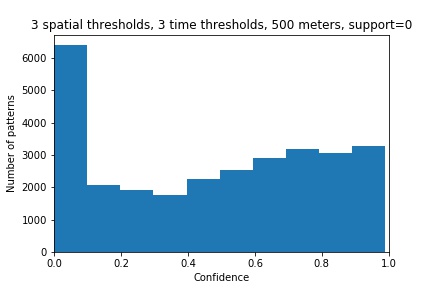 3 spatial thresholds, 3 time thresholds, 500 meters, support=0
6000
5000
4000
3000
2000
1000
0
Number of patterns
0.0 0.2 0.4 0.6 0.8 1.0
Confidence